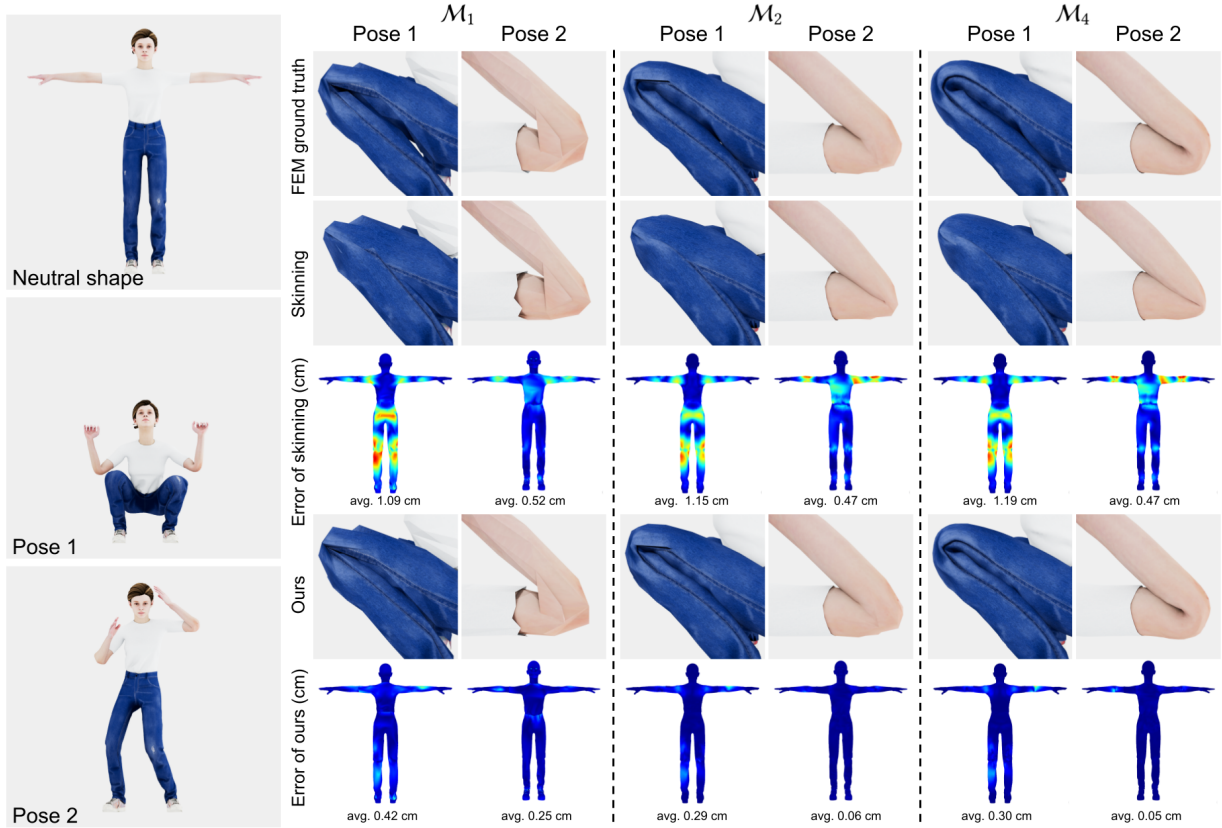 Neutral shape
Pose 1
Pose 2
M₁ M₂ M₄
Pose 1 Pose 2 Pose 1 Pose 2 Pose 1 Pose 2
FEM ground truth
Skinning
Error of skinning (cm)
avg. 1.09 cm avg. 0.52 cm avg. 1.15 cm avg. 0.47 cm avg. 1.19 cm avg. 0.47 cm
Ours
Error of ours (cm)
avg. 0.42 cm avg. 0.25 cm avg. 0.29 cm avg. 0.06 cm avg. 0.30 cm avg. 0.05 cm